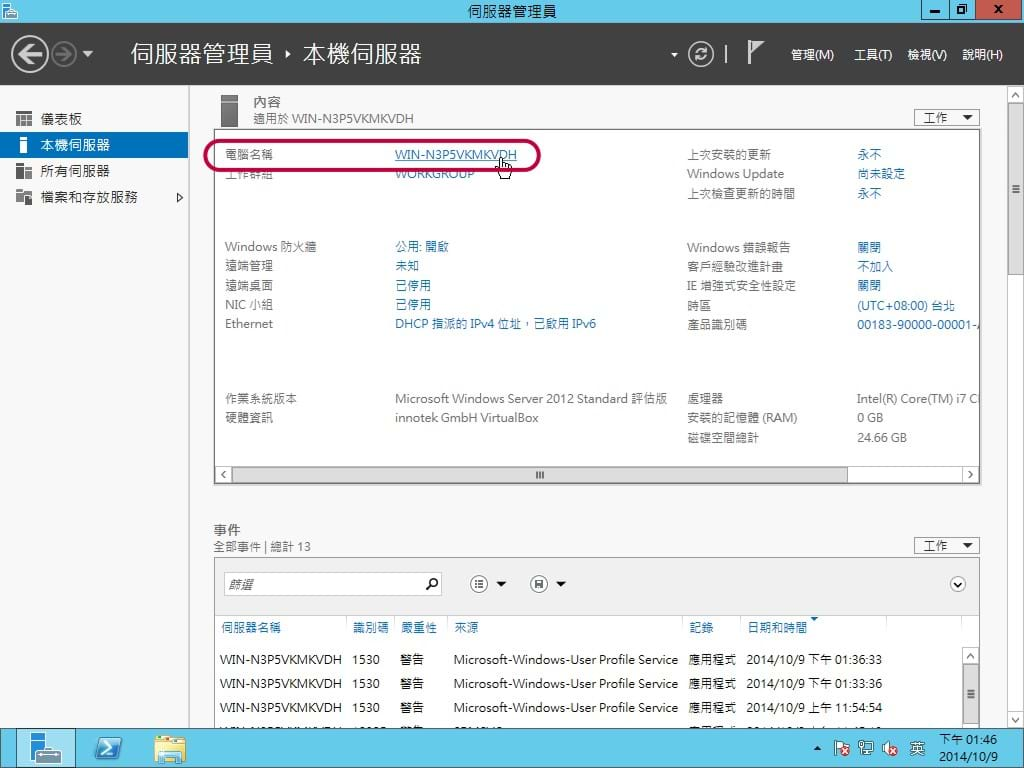 伺服器管理員
伺服器管理員 ‣ 本機伺服器
管理(M) 工具(T) 檢視(V) 說明(H)
儀表板
本機伺服器
所有伺服器
檔案和存放服務
內容
適用於 WIN-N3P5VKMKVDH
工作
電腦名稱 WIN-N3P5VKMKVDH 上次安裝的更新 永不
工作群組 WORKGROUP Windows Update 尚未設定
上次檢查更新的時間 永不
Windows 防火牆 公用: 開啟 Windows 錯誤報告 關閉
遠端管理 未知 客戶經驗改進計畫 不加入
遠端桌面 已停用 IE 增強式安全性設定 關閉
NIC 小組 已停用 時區 (UTC+08:00) 台北
Ethernet DHCP 指派的 IPv4 位址，已啟用 IPv6 產品識別碼 00183-90000-00001-
作業系統版本 Microsoft Windows Server 2012 Standard 評估版 處理器 Intel(R) Core(TM) i7
硬體資訊 innotek GmbH VirtualBox 安裝的記憶體 (RAM) 0 GB
磁碟空間總計 24.66 GB
事件
全部事件 | 總計 13
工作
篩選
伺服器名稱 識別碼 嚴重性 來源 記錄 日期和時間
WIN-N3P5VKMKVDH 1530 警告 Microsoft-Windows-User Profile Service 應用程式 2014/10/9 下午 01:36:33
WIN-N3P5VKMKVDH 1530 警告 Microsoft-Windows-User Profile Service 應用程式 2014/10/9 下午 01:33:36
WIN-N3P5VKMKVDH 1530 警告 Microsoft-Windows-User Profile Service 應用程式 2014/10/9 上午 11:54:54
英
下午 01:46
2014/10/9